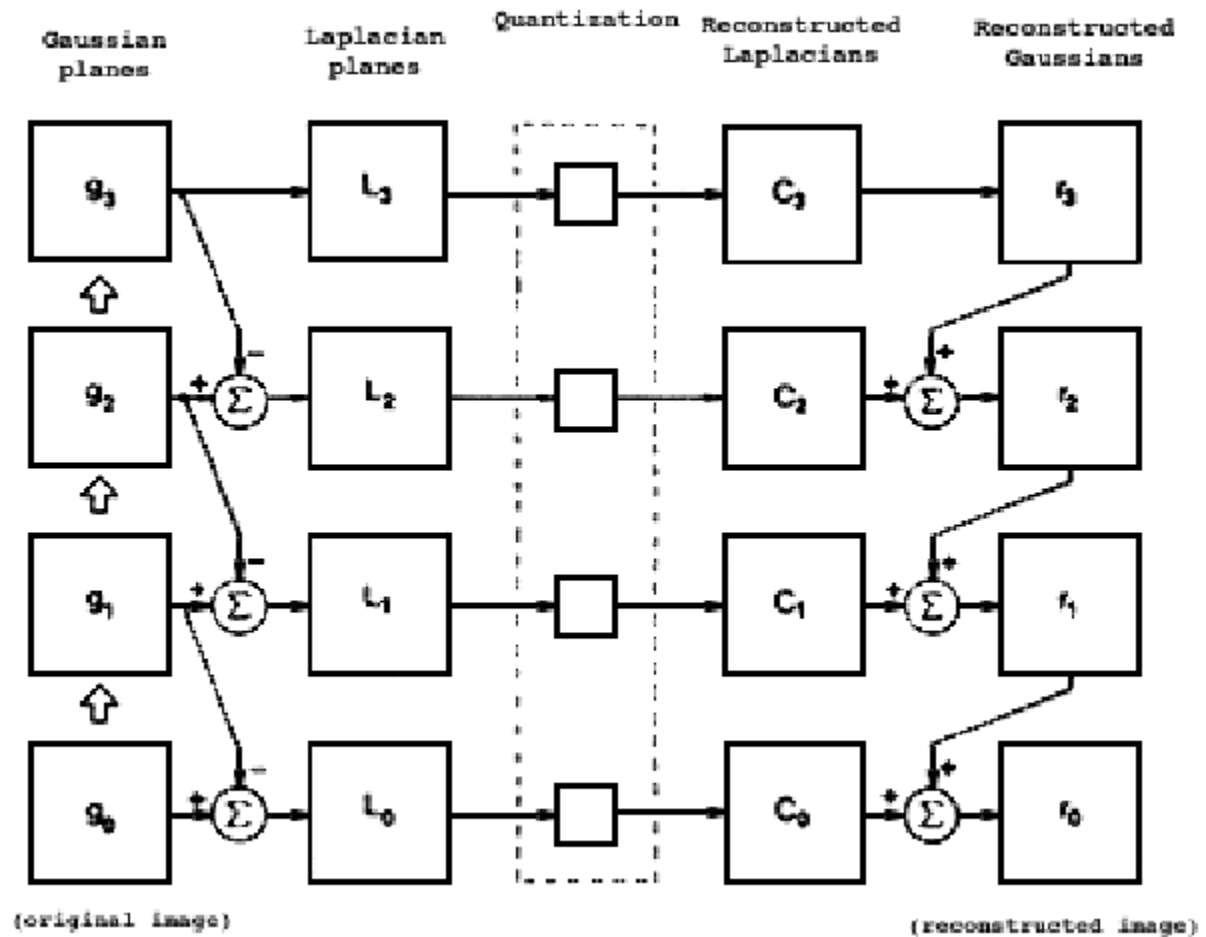 Gaussian
planes
Laplacian
planes
Quantization
Reconstructed
Laplacians
Reconstructed
Gaussians
g3
L3
C3
r3
−
+
+
+
g2
Σ
L2
C2
Σ
r2
−
+
+
+
g1
Σ
L1
C1
Σ
r1
−
+
+
+
g0
Σ
L0
C0
Σ
r0
(original image)
(reconstructed image)